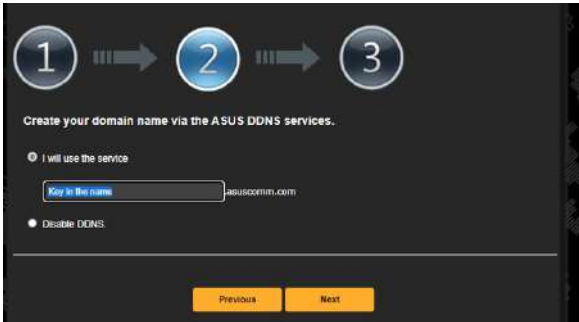 1 2 3
Create your domain name via the ASUS DDNS services.
I will use the service
Key in the name .asuscomm.com
Disable DDNS.
Previous Next